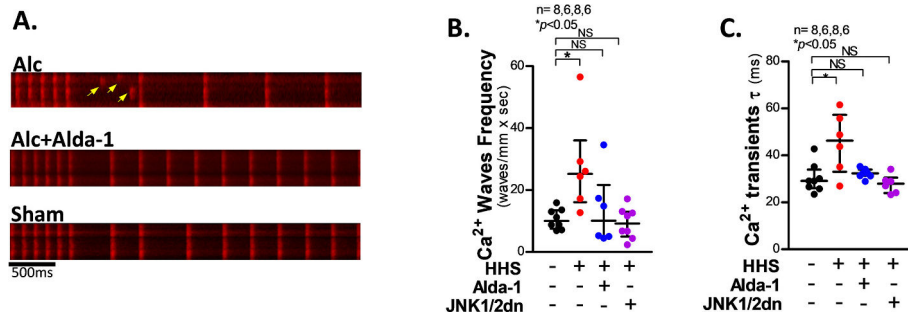 A.
Alc
Alc+Alda-1
Sham
500ms
B.
n= 8,6,8,6
*p<0.05
NS
NS
*
Ca2+ Waves Frequency
(waves/mm x sec)
60
40
20
0
HHS - + + +
Alda-1 - - + -
JNK1/2dn - - - +
C.
n= 8,6,8,6
*p<0.05
NS
NS
*
Ca2+ transients τ (ms)
80
60
40
20
0
HHS - + + +
Alda-1 - - + -
JNK1/2dn - - - +